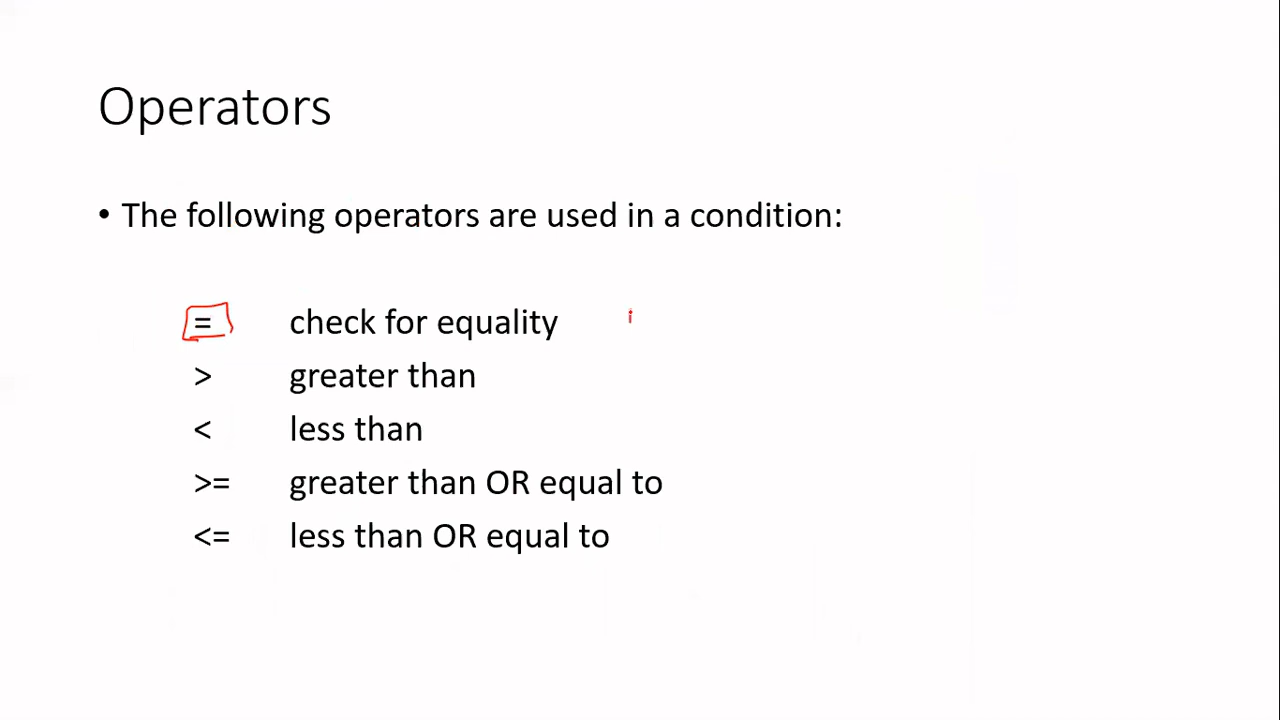 Operators
• The following operators are used in a condition:
= check for equality i
> greater than
< less than
>= greater than OR equal to
<= less than OR equal to